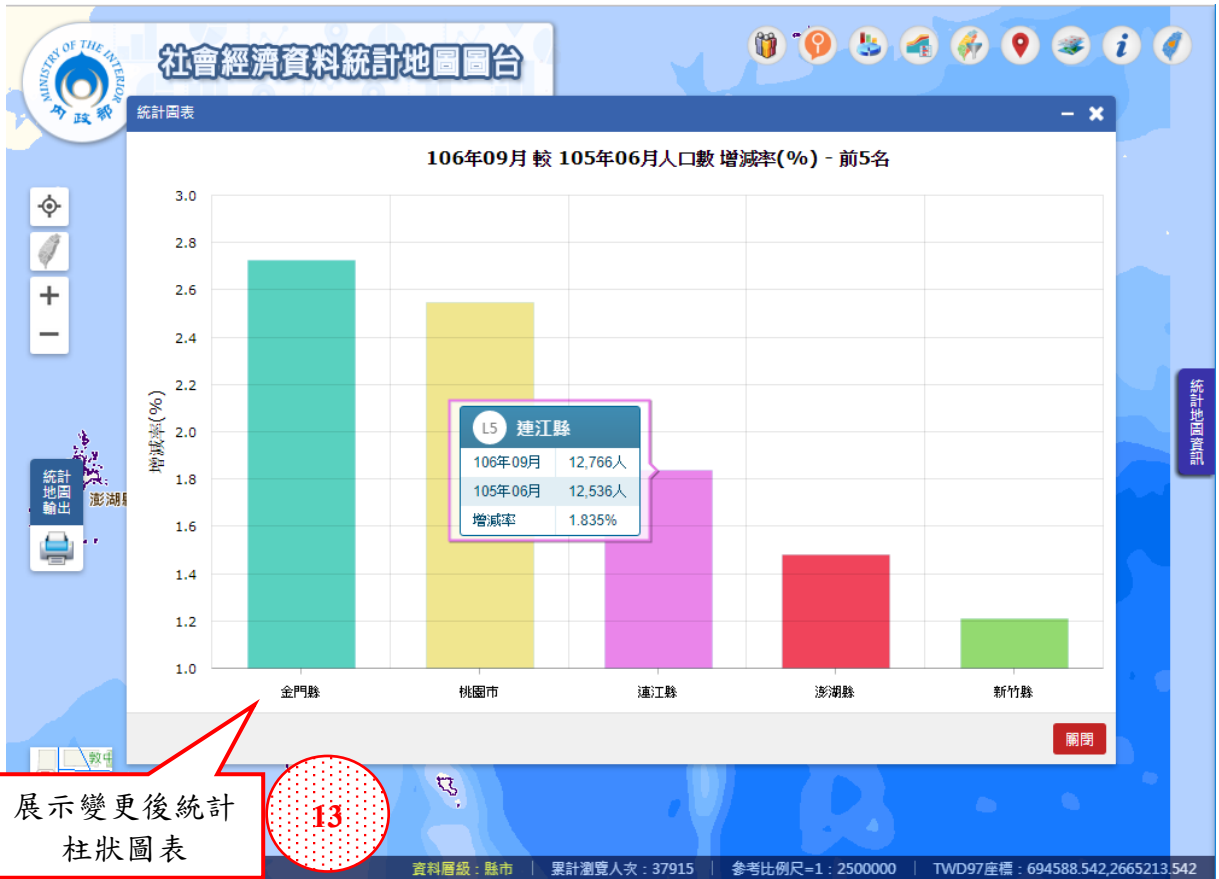 MINISTRY OF THE INTERIOR
內政部
社會經濟資料統計地圖圖台
i
統計圖表
106年09月 較 105年06月人口數 增減率(%) - 前5名
增減率(%)
3.0
2.8
2.6
2.4
2.2
2.0
1.8
1.6
1.4
1.2
1.0
L5 連江縣
106年09月 12,766人
105年06月 12,536人
增減率 1.835%
金門縣 桃園市 連江縣 澎湖縣 新竹縣
關閉
統計
地圖
輸出
澎湖縣
統計地圖資訊
展示變更後統計
柱狀圖表
13
資料層級：縣市 | 累計瀏覽人次：37915 | 參考比例尺=1：2500000 | TWD97座標：694588.542,2665213.542